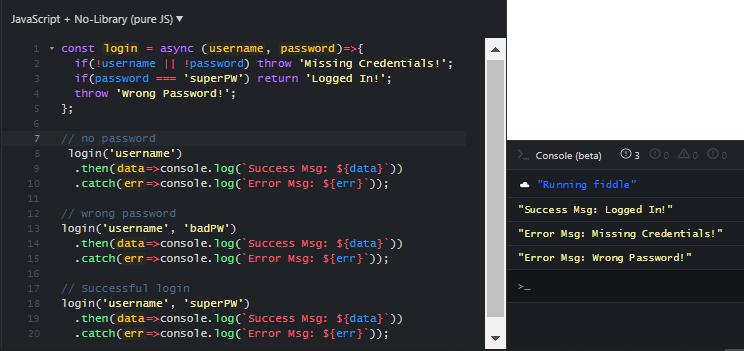 JavaScript + No-Library (pure JS) ▼
1 const login = async (username, password)=>{
2 if(!username || !password) throw 'Missing Credentials!';
3 if(password === 'superPW') return 'Logged In!';
4 throw 'Wrong Password!';
5 };
6
7 // no password
8 login('username')
9 .then(data=>console.log(`Success Msg: ${data}`))
10 .catch(err=>console.log(`Error Msg: ${err}`));
11
12 // wrong password
13 login('username', 'badPW')
14 .then(data=>console.log(`Success Msg: ${data}`))
15 .catch(err=>console.log(`Error Msg: ${err}`));
16
17 // Successful login
18 login('username', 'superPW')
19 .then(data=>console.log(`Success Msg: ${data}`))
20 .catch(err=>console.log(`Error Msg: ${err}`));
>_ Console (beta) 3 0 0 0
"Running fiddle"
"Success Msg: Logged In!"
"Error Msg: Missing Credentials!"
"Error Msg: Wrong Password!"
>_